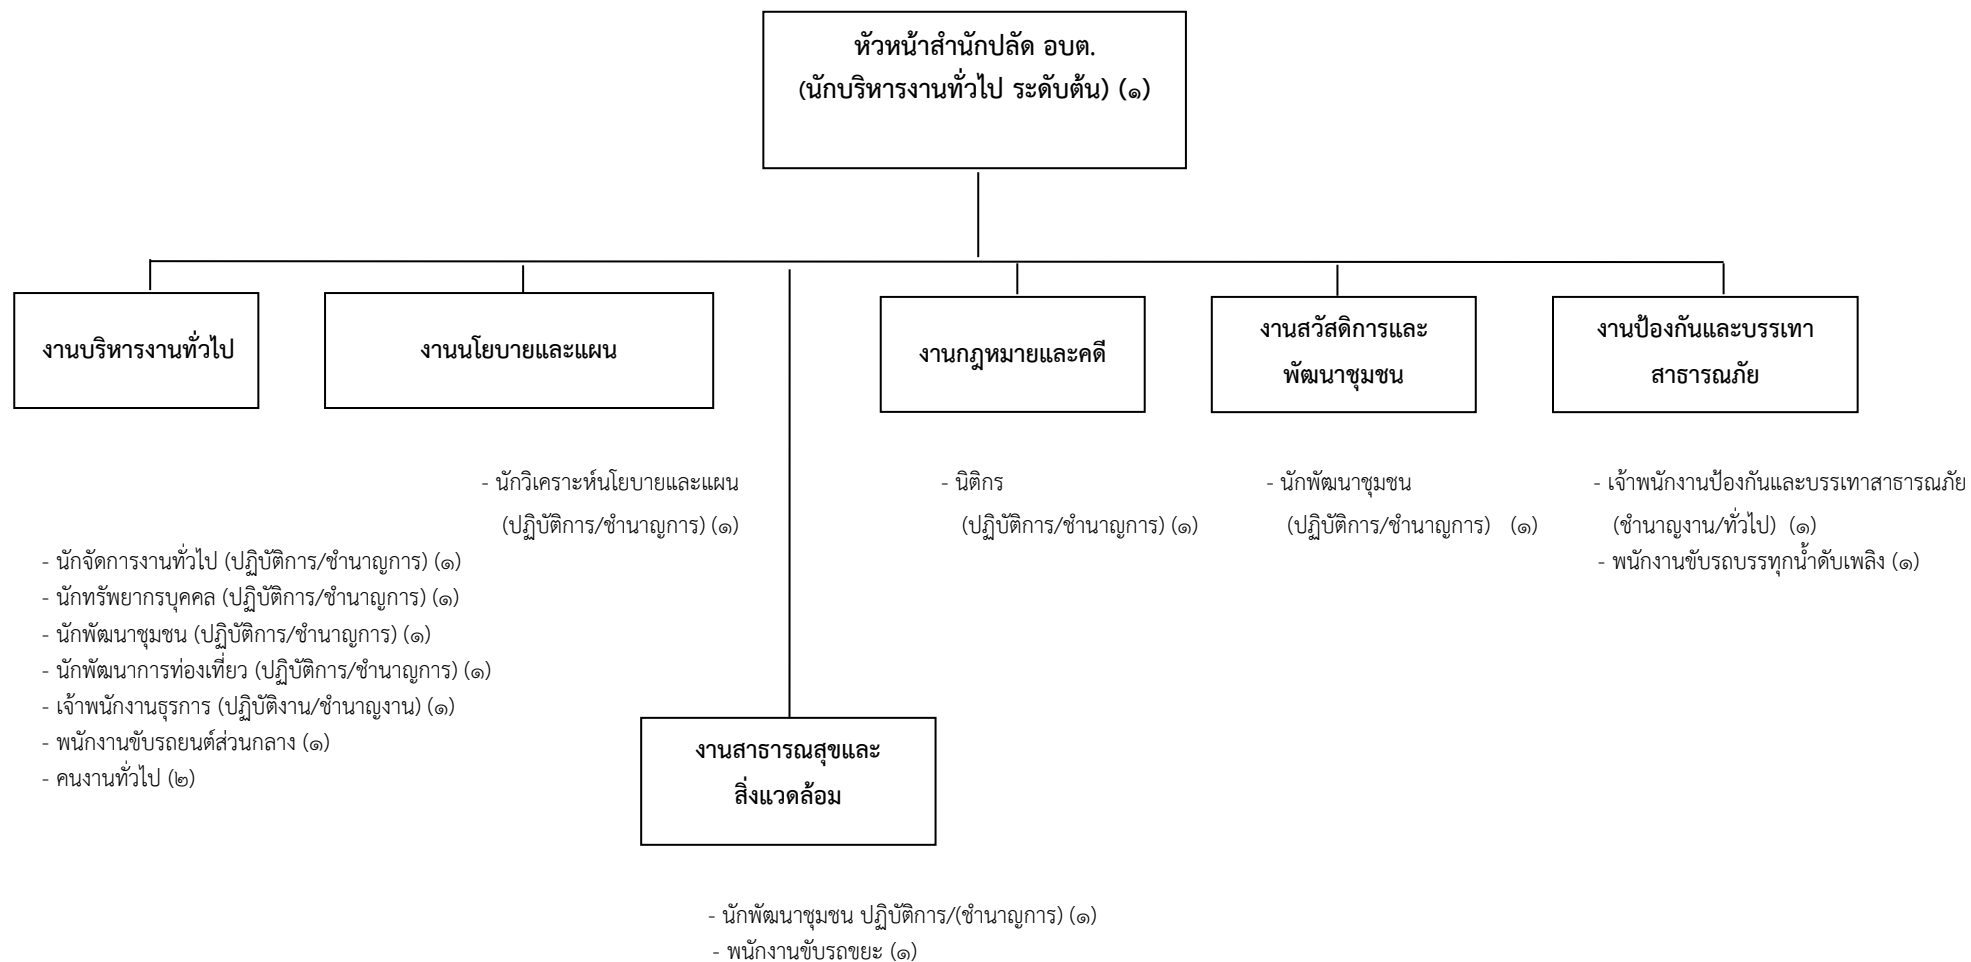 หัวหน้าสำนักปลัด อบต.
(นักบริหารงานทั่วไป ระดับต้น) (๑)
งานบริหารงานทั่วไป
งานนโยบายและแผน
งานกฎหมายและคดี
งานสวัสดิการและ
พัฒนาชุมชน
งานป้องกันและบรรเทา
สาธารณภัย
- นักวิเคราะห์นโยบายและแผน
(ปฏิบัติการ/ชำนาญการ) (๑)
- นิติกร
(ปฏิบัติการ/ชำนาญการ) (๑)
- นักพัฒนาชุมชน
(ปฏิบัติการ/ชำนาญการ) (๑)
- เจ้าพนักงานป้องกันและบรรเทาสาธารณภัย
(ชำนาญงาน/ทั่วไป) (๑)
- พนักงานขับรถบรรทุกน้ำดับเพลิง (๑)
- นักจัดการงานทั่วไป (ปฏิบัติการ/ชำนาญการ) (๑)
- นักทรัพยากรบุคคล (ปฏิบัติการ/ชำนาญการ) (๑)
- นักพัฒนาชุมชน (ปฏิบัติการ/ชำนาญการ) (๑)
- นักพัฒนาการท่องเที่ยว (ปฏิบัติการ/ชำนาญการ) (๑)
- เจ้าพนักงานธุรการ (ปฏิบัติงาน/ชำนาญงาน) (๑)
- พนักงานขับรถยนต์ส่วนกลาง (๑)
- คนงานทั่วไป (๒)
งานสาธารณสุขและ
สิ่งแวดล้อม
- นักพัฒนาชุมชน ปฏิบัติการ/(ชำนาญการ) (๑)
- พนักงานขับรถขยะ (๑)